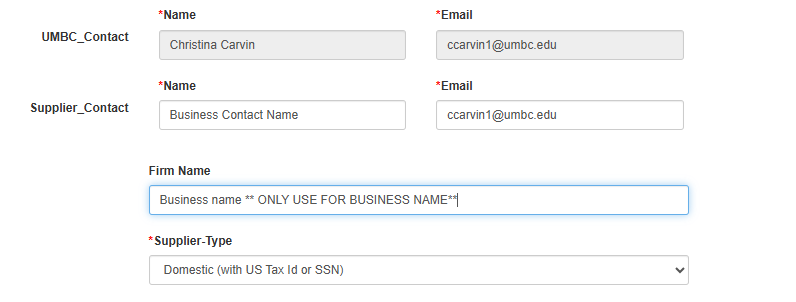 *Name *Email
UMBC_Contact Christina Carvin ccarvin1@umbc.edu
*Name *Email
Supplier_Contact Business Contact Name ccarvin1@umbc.edu
Firm Name
Business name ** ONLY USE FOR BUSINESS NAME**
*Supplier-Type
Domestic (with US Tax Id or SSN)